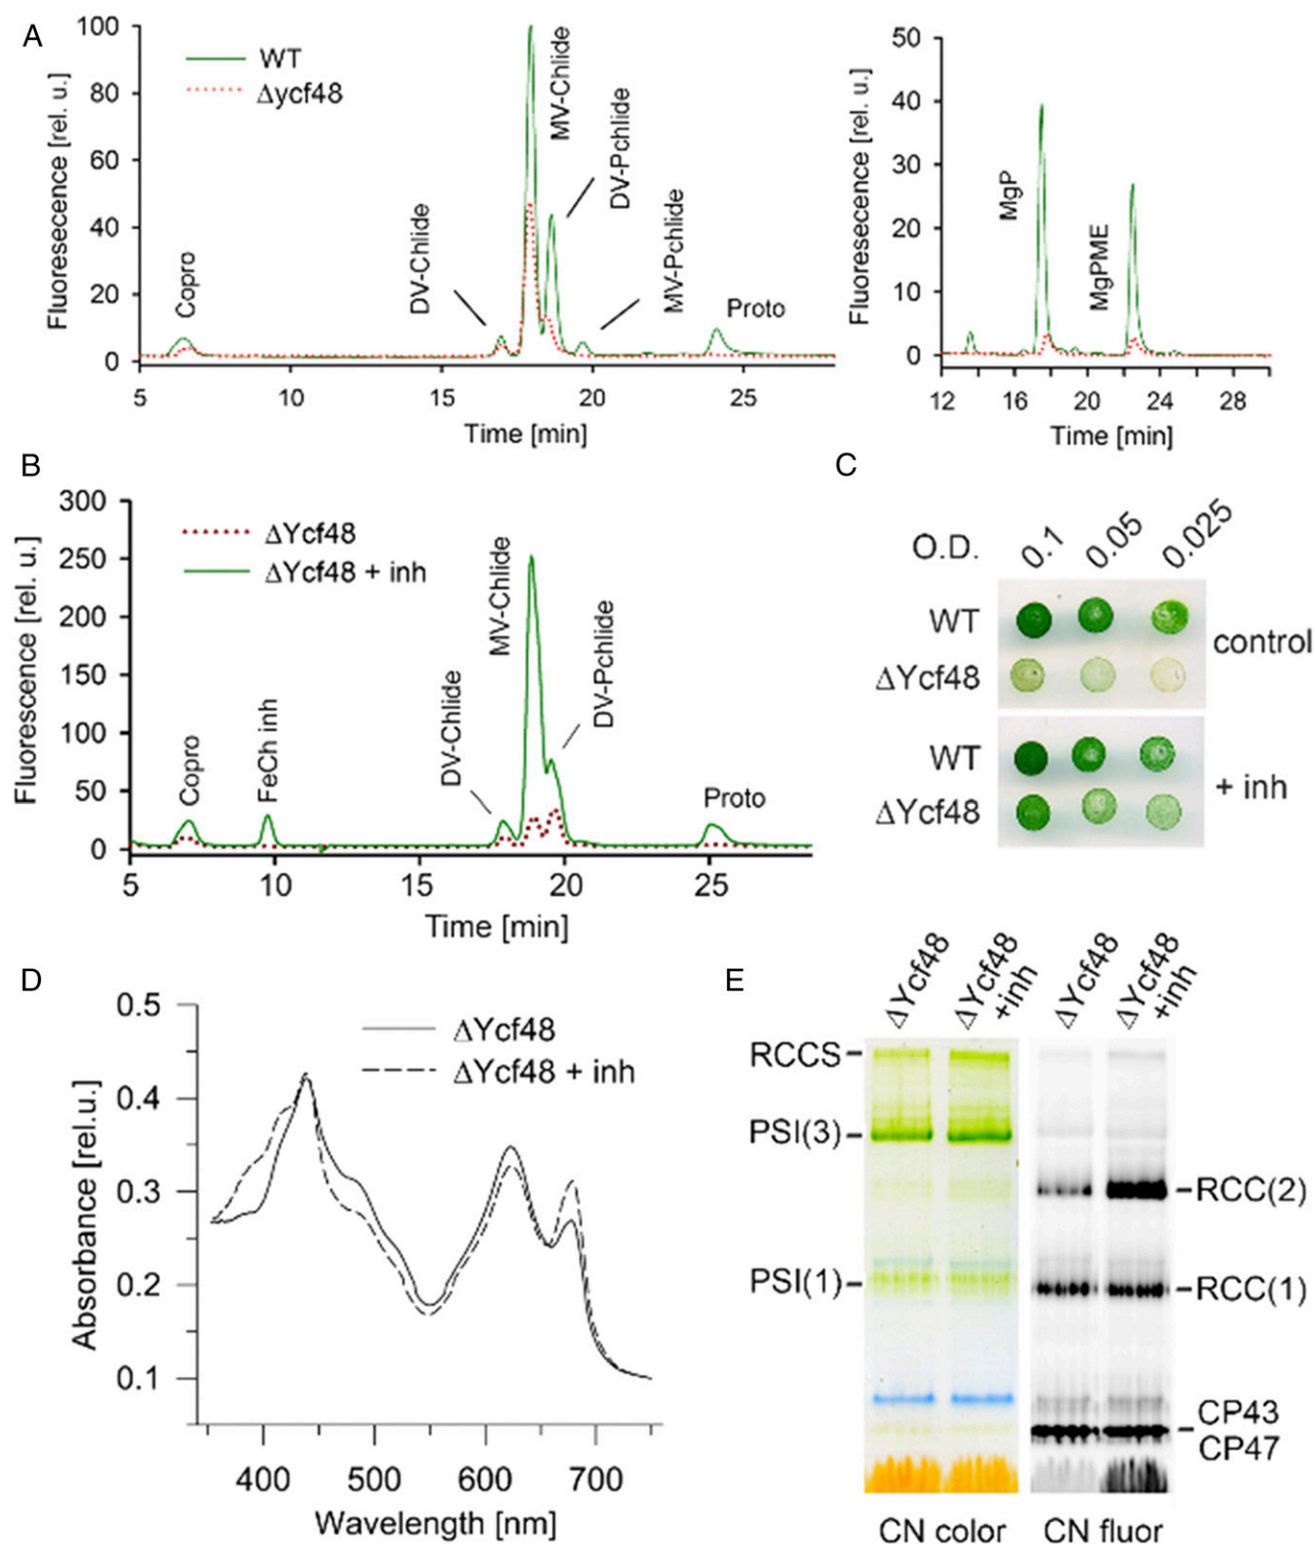 A
WT
Δycf48
Fluoresecence [rel. u.]
100
80
60
40
20
0
Copro
DV-Chlide
MV-Chlide
DV-Pchlide
MV-Pchlide
Proto
5
10
15
20
25
Time [min]
Fluoresecence [rel. u.]
50
40
30
20
10
0
MgP
MgPME
12
16
20
24
28
Time [min]
B
ΔYcf48
ΔYcf48 + inh
Fluorescence [rel. u.]
300
250
200
150
100
50
0
Copro
FeCh inh
DV-Chlide
MV-Chlide
DV-Pchlide
Proto
5
10
15
20
25
Time [min]
C
O.D.
0.1
0.05
0.025
WT
ΔYcf48
control
WT
ΔYcf48
+ inh
D
ΔYcf48
ΔYcf48 + inh
Absorbance [rel.u.]
0.5
0.4
0.3
0.2
0.1
400
500
600
700
Wavelength [nm]
E
ΔYcf48
ΔYcf48
+inh
ΔYcf48
ΔYcf48
+inh
RCCS
PSI(3)
PSI(1)
RCC(2)
RCC(1)
CP43
CP47
CN color
CN fluor